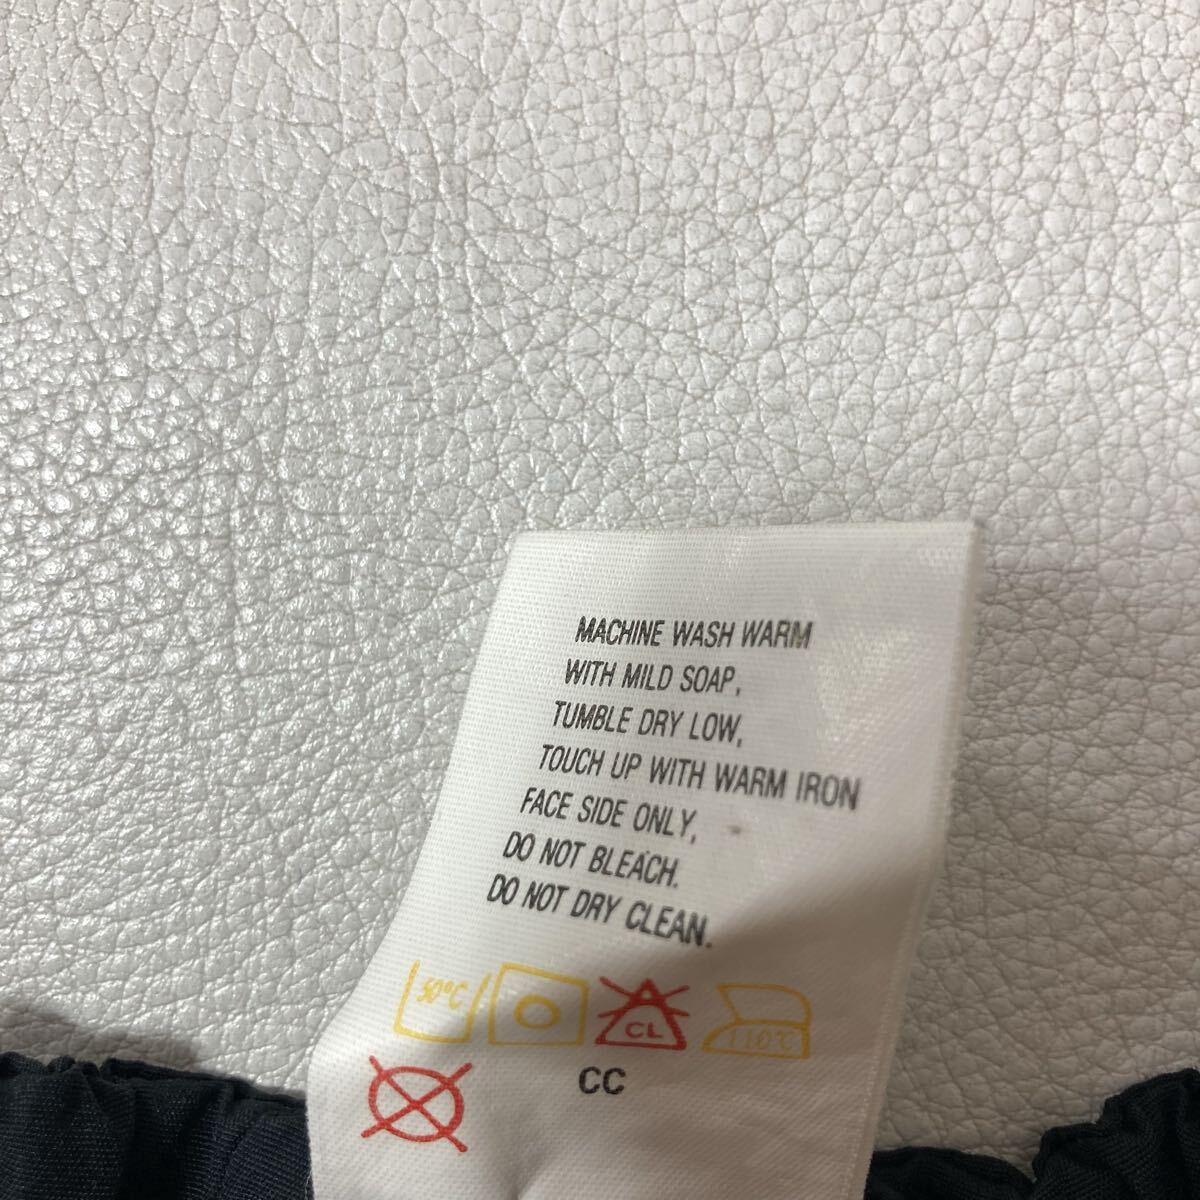 MACHINE WASH WARM
WITH MILD SOAP,
TUMBLE DRY LOW,
TOUCH UP WITH WARM IRON
FACE SIDE ONLY,
DO NOT BLEACH.
DO NOT DRY CLEAN.
50°C CL 110℃
CC